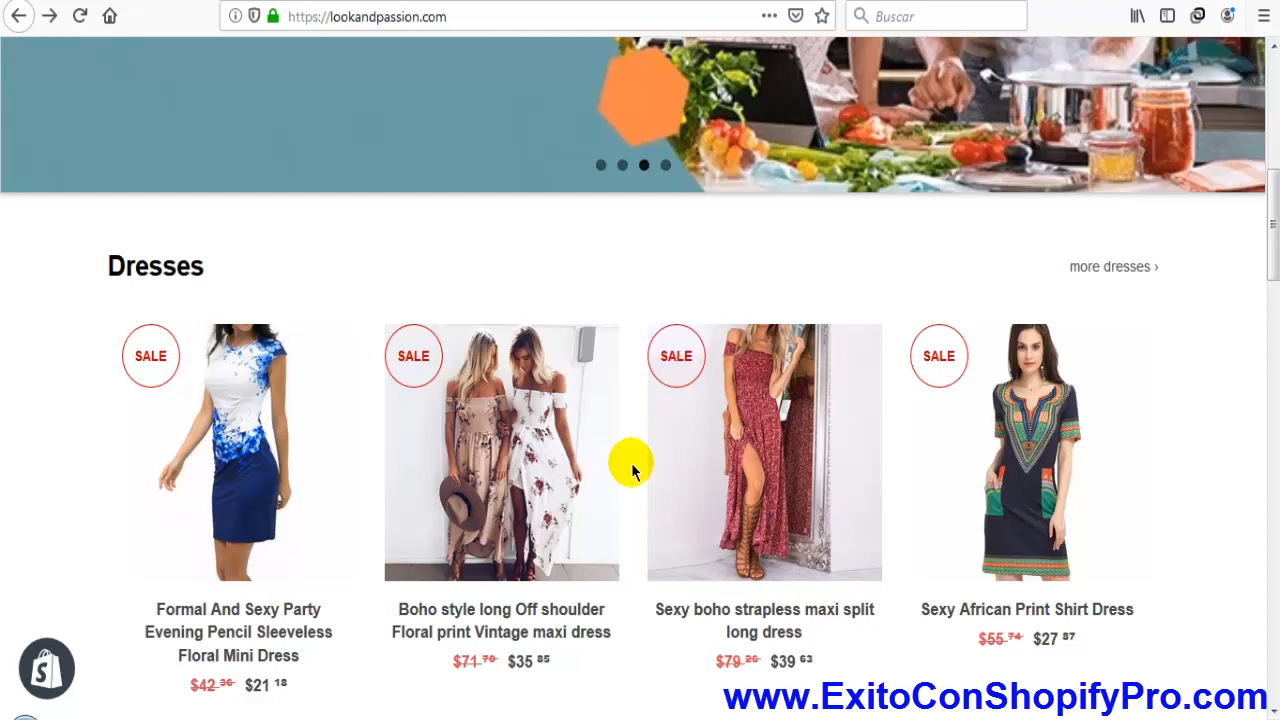 https://lookandpassion.com
Buscar
Dresses
more dresses ›
SALE
SALE
SALE
SALE
Formal And Sexy Party
Evening Pencil Sleeveless
Floral Mini Dress
$42 36 $21 18
Boho style long Off shoulder
Floral print Vintage maxi dress
$71 70 $35 85
Sexy boho strapless maxi split
long dress
$79 26 $39 63
Sexy African Print Shirt Dress
$55 74 $27 87
www.ExitoConShopifyPro.com